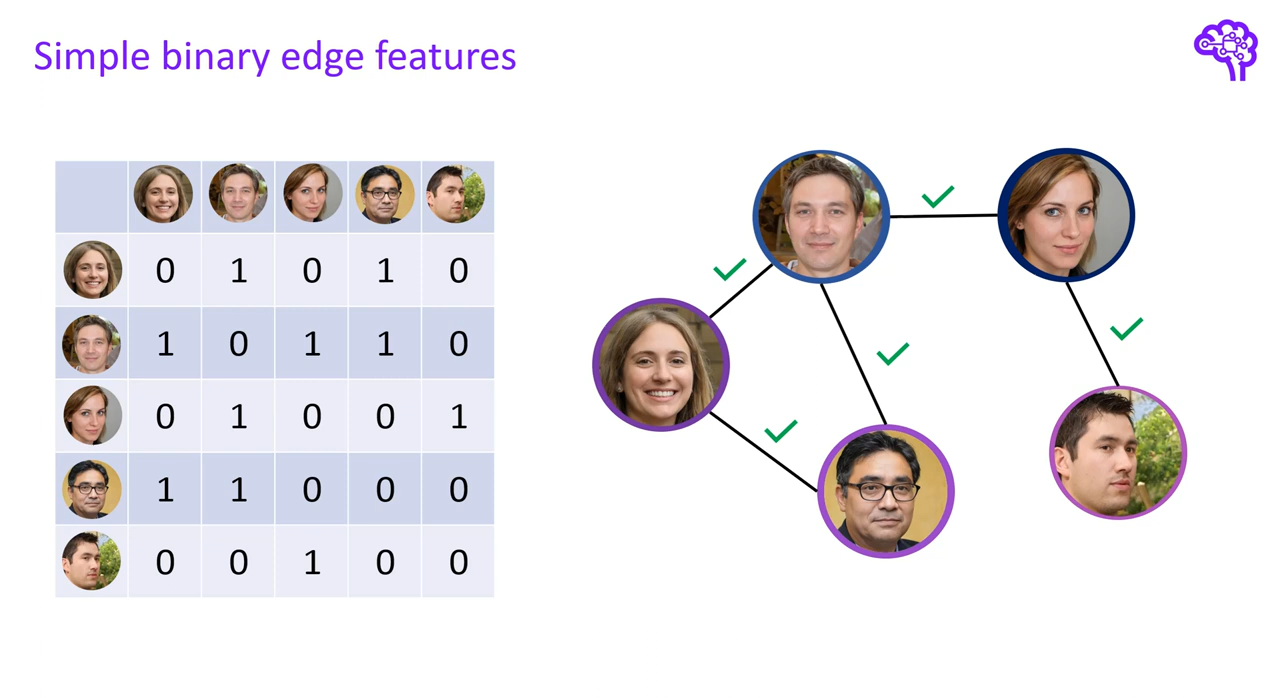 Simple binary edge features
0 1 0 1 0
1 0 1 1 0
0 1 0 0 1
1 1 0 0 0
0 0 1 0 0